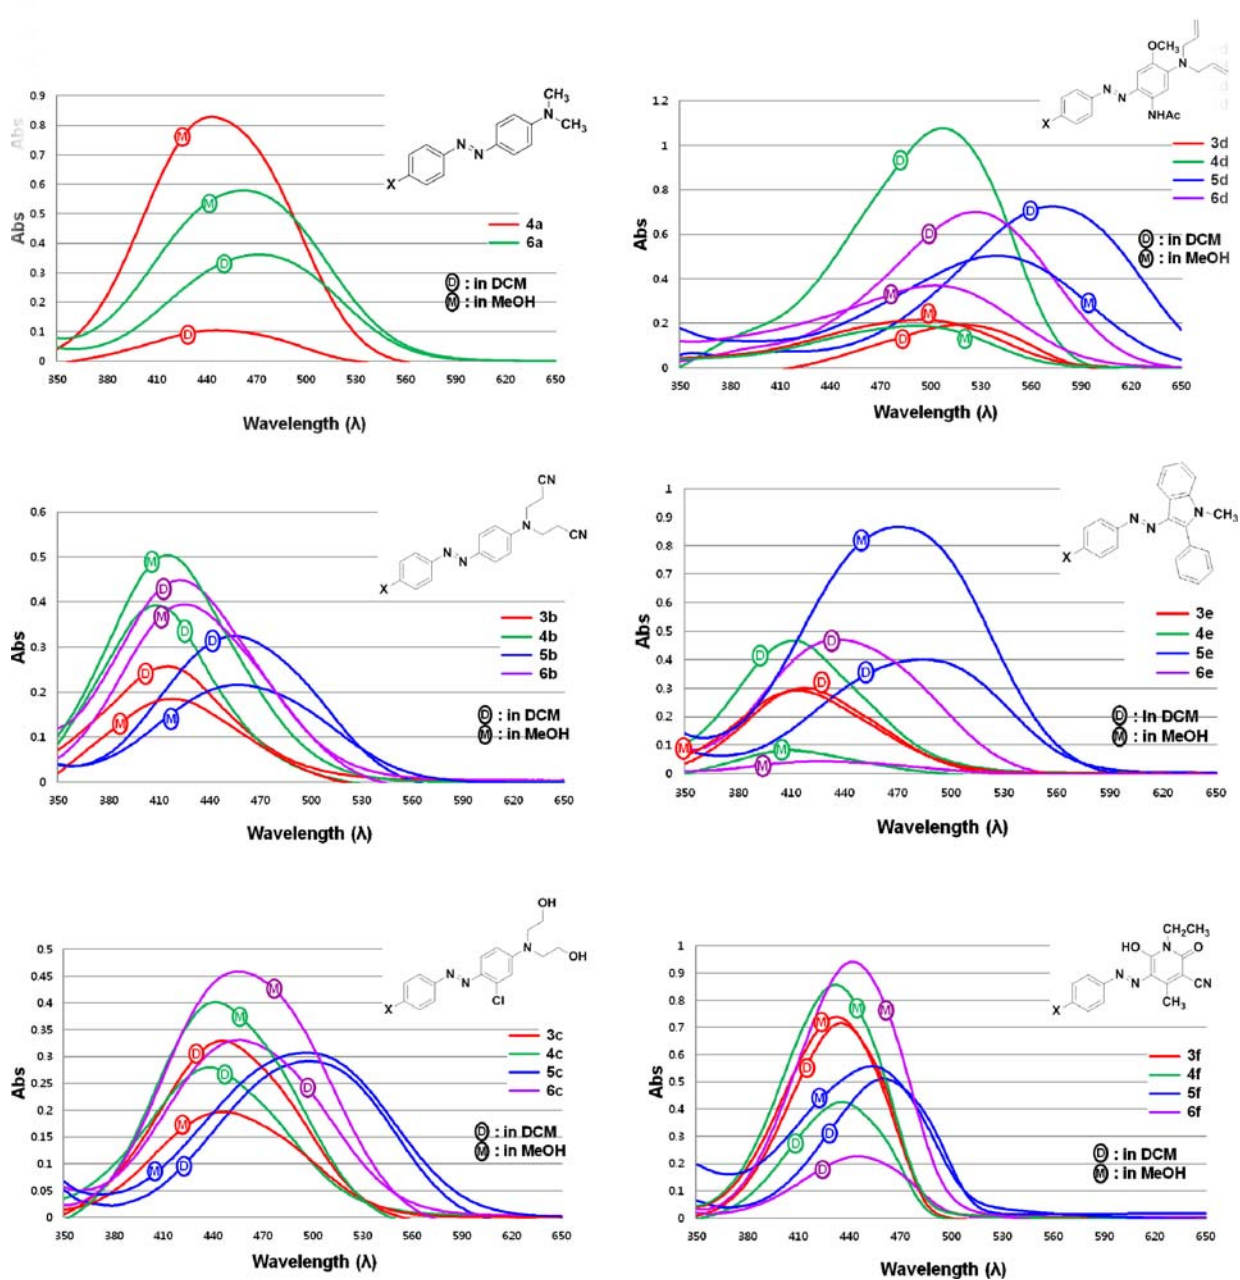 0.9
0.8
0.7
0.6
0.5
0.4
0.3
0.2
0.1
0
Abs
Abs
CH₃
N
CH₃
N
N
X
4a
6a
D : in DCM
M : in MeOH
M
M
D
D
350 380 410 440 470 500 530 560 590 620 650
Wavelength (λ)
1.2
1
0.8
0.6
0.4
0.2
0
Abs
OCH₃
N
N
N
NHAc
X
d
d
3d
4d
5d
6d
D : in DCM
M : in MeOH
D
D
D
M
M
M
D
M
350 380 410 440 470 500 530 560 590 620 650
Wavelength (λ)
0.6
0.5
0.4
0.3
0.2
0.1
0
Abs
CN
N
CN
N
N
X
3b
4b
5b
6b
D : in DCM
M : in MeOH
M
D
M
D
D
D
M
M
350 380 410 440 470 500 530 560 590 620 650
Wavelength (λ)
1
0.9
0.8
0.7
0.6
0.5
0.4
0.3
0.2
0.1
0
Abs
N
N
N
CH₃
X
3e
4e
5e
6e
D : In DCM
M : in MeOH
M
D
D
D
D
M
M
M
350 380 410 440 470 500 530 560 590 620 650
Wavelength (λ)
0.5
0.45
0.4
0.35
0.3
0.25
0.2
0.15
0.1
0.05
0
Abs
OH
N
OH
N
N
Cl
X
3c
4c
5c
6c
D : in DCM
M : in MeOH
M
M
D
D
D
M
M
D
350 380 410 440 470 500 530 560 590 620 650
Wavelength (λ)
1
0.9
0.8
0.7
0.6
0.5
0.4
0.3
0.2
0.1
0
Abs
CH₂CH₃
HO
N
O
N
N
CN
CH₃
X
3f
4f
5f
6f
D : in DCM
M : in MeOH
M
M
M
D
M
D
D
D
350 380 410 440 470 500 530 560 590 620 650
Wavelength (λ)